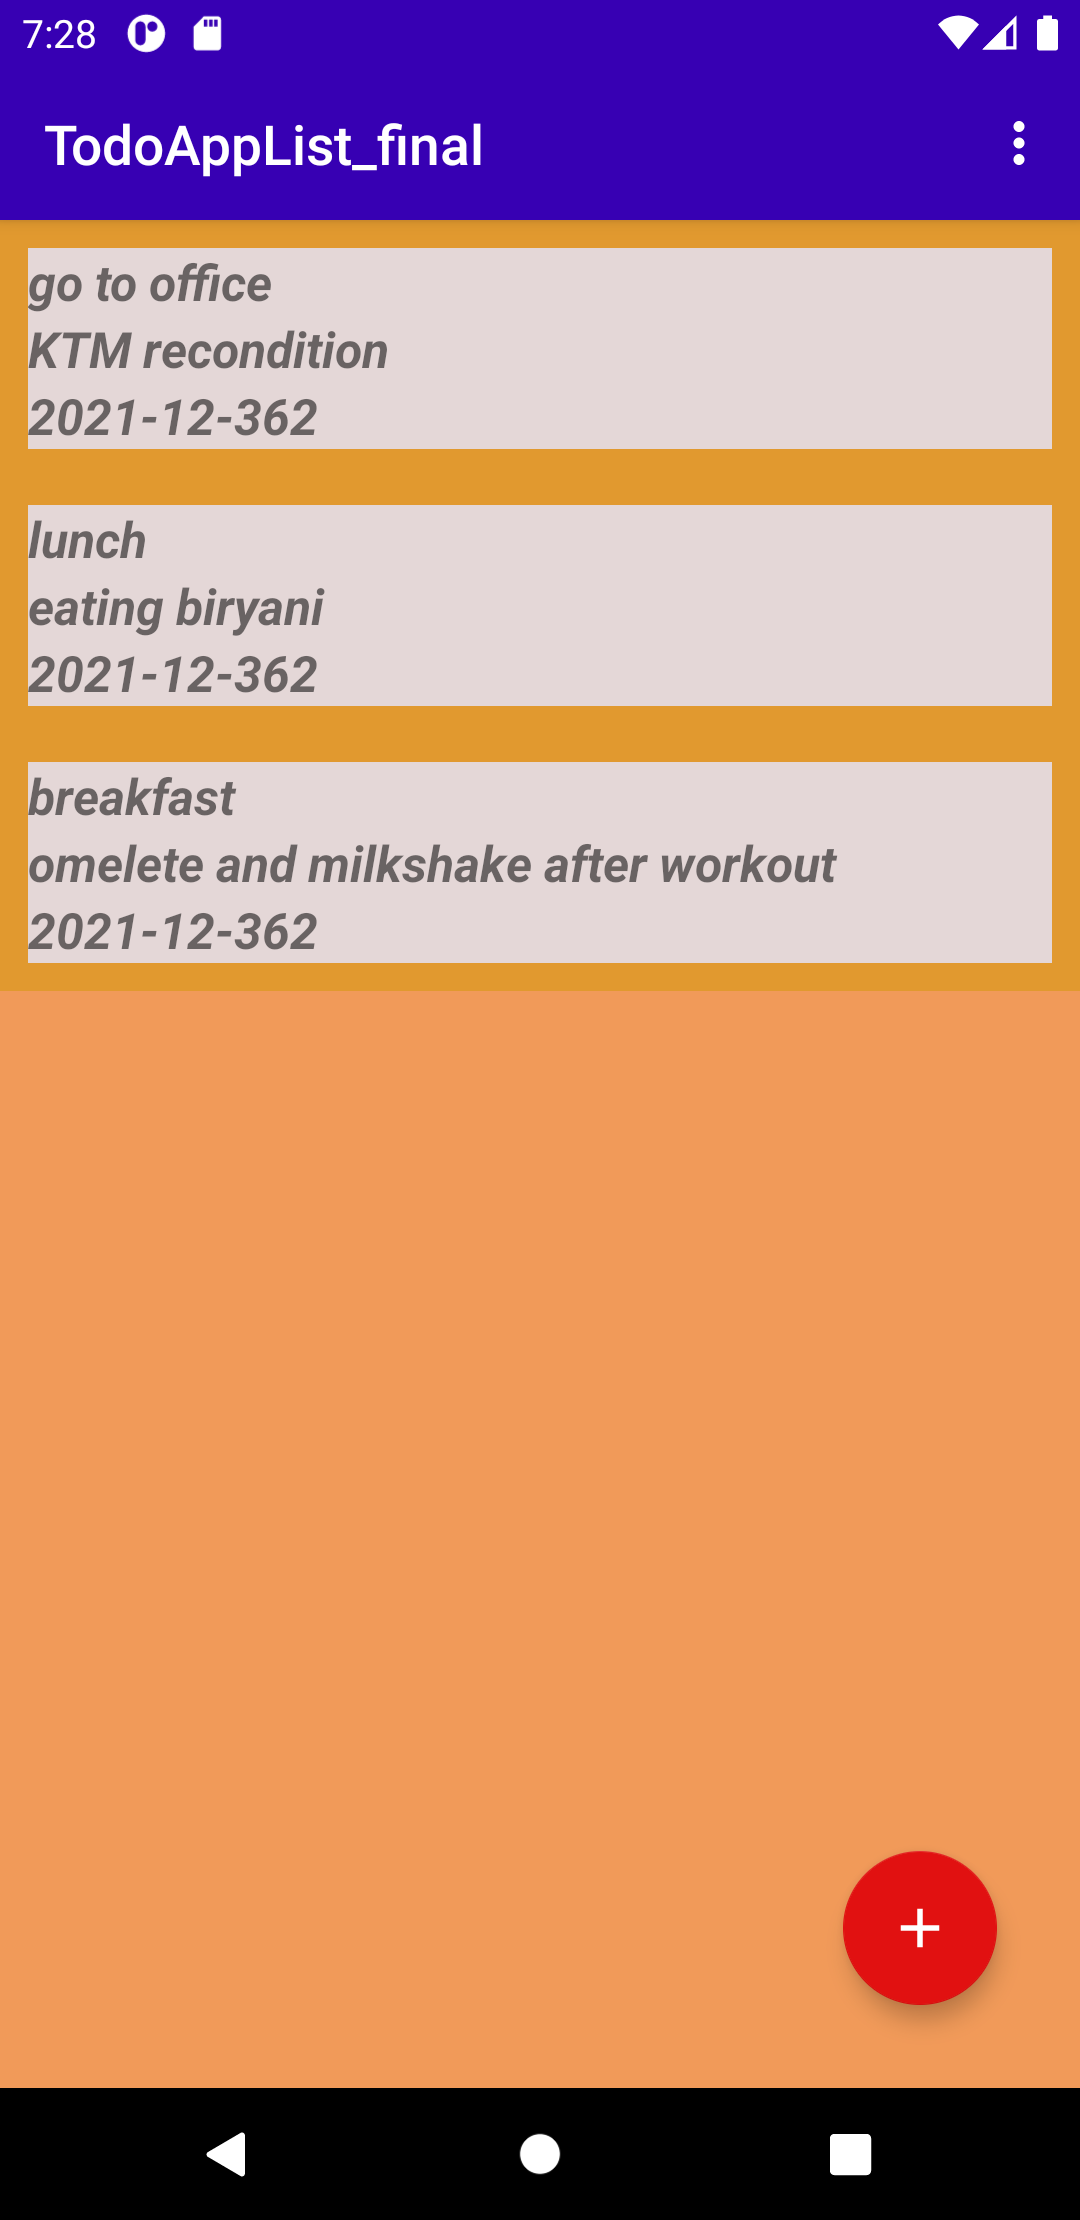 7:28
TodoAppList_final
go to office
KTM recondition
2021-12-362
lunch
eating biryani
2021-12-362
breakfast
omelete and milkshake after workout
2021-12-362